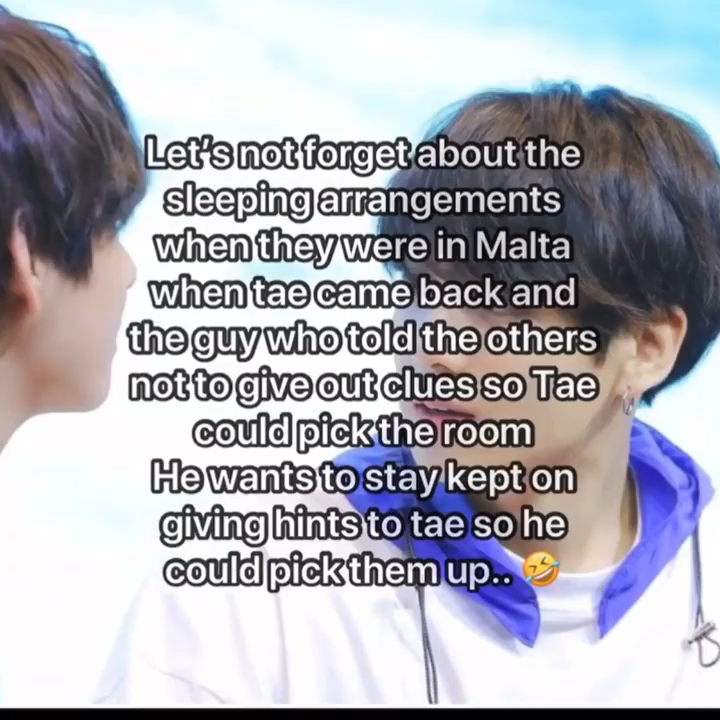 Let's not forget about the
sleeping arrangements
when they were in Malta
when tae came back and
the guy who told the others
not to give out clues so Tae
could pick the room
He wants to stay kept on
giving hints to tae so he
could pick them up.. 🤣